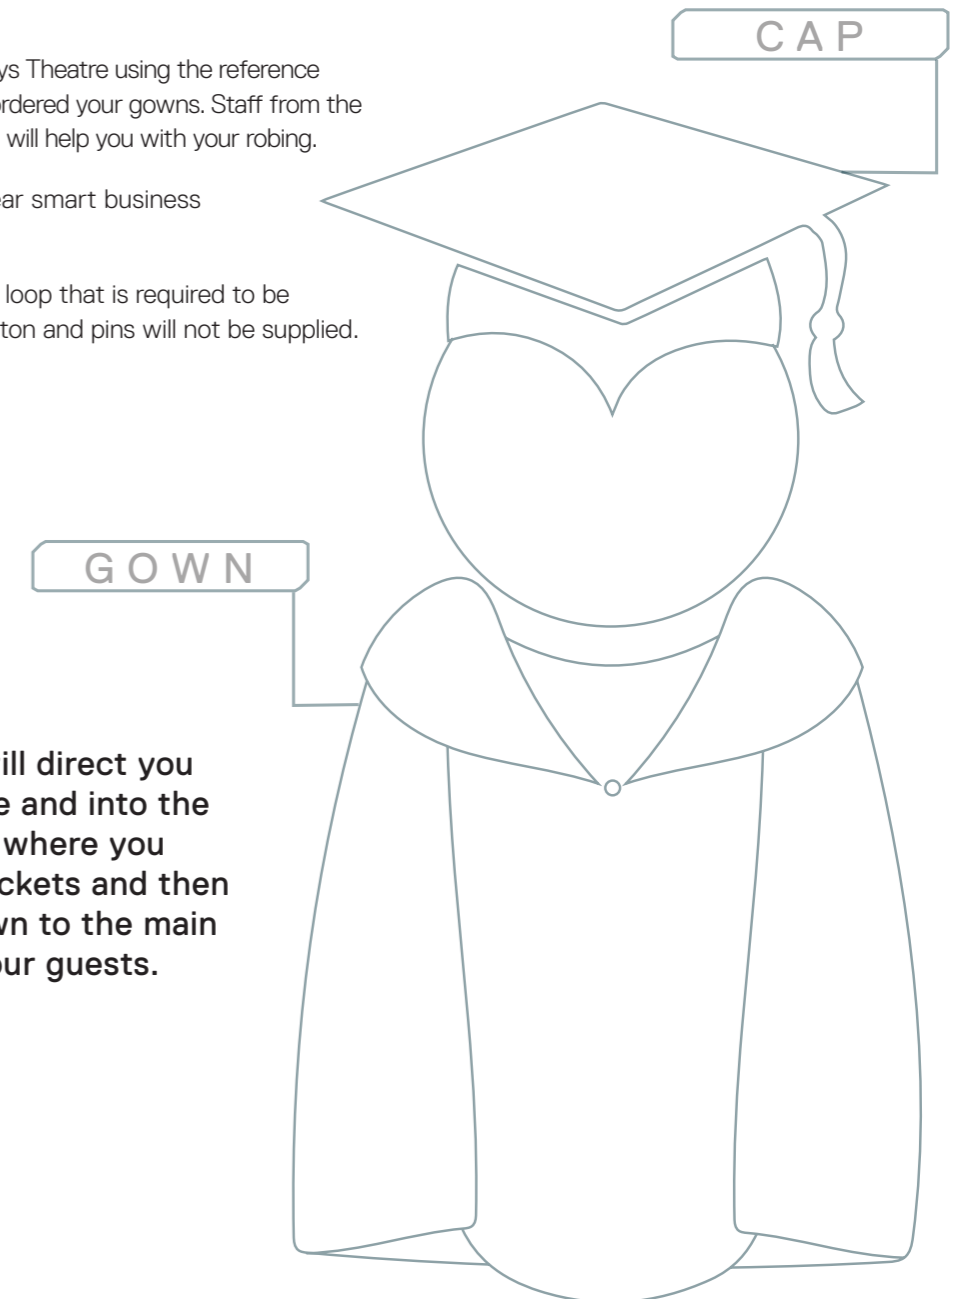 CAP
ys Theatre using the reference
ordered your gowns. Staff from the
will help you with your robing.
ear smart business
loop that is required to be
ton and pins will not be supplied.
GOWN
ill direct you
e and into the
where you
ckets and then
wn to the main
our guests.